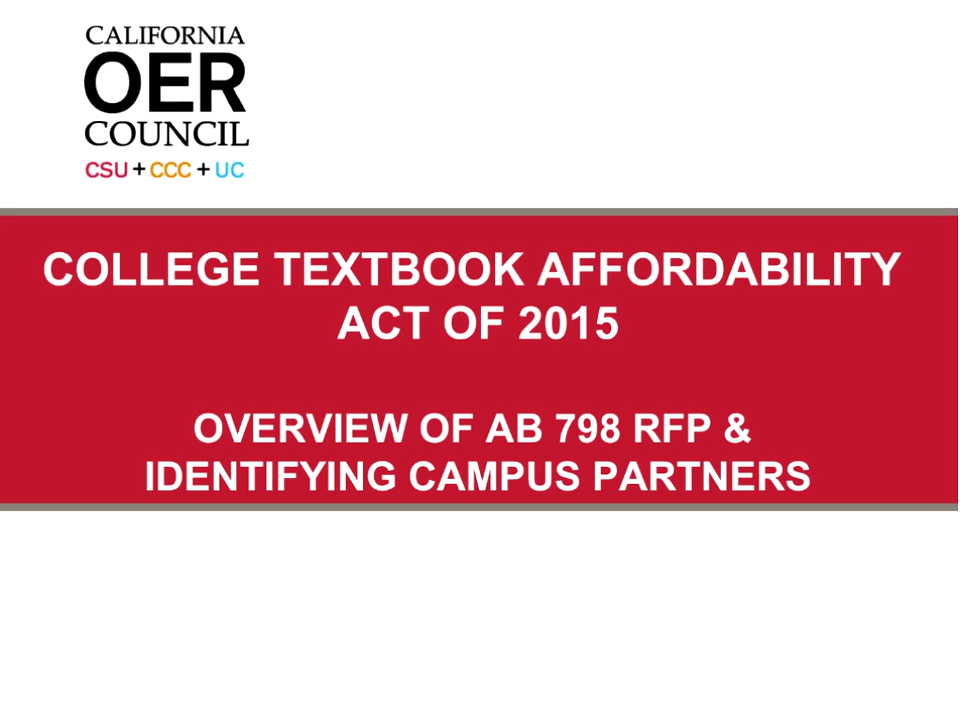 CALIFORNIA
OER
COUNCIL
CSU + CCC + UC
COLLEGE TEXTBOOK AFFORDABILITY
ACT OF 2015
OVERVIEW OF AB 798 RFP &
IDENTIFYING CAMPUS PARTNERS